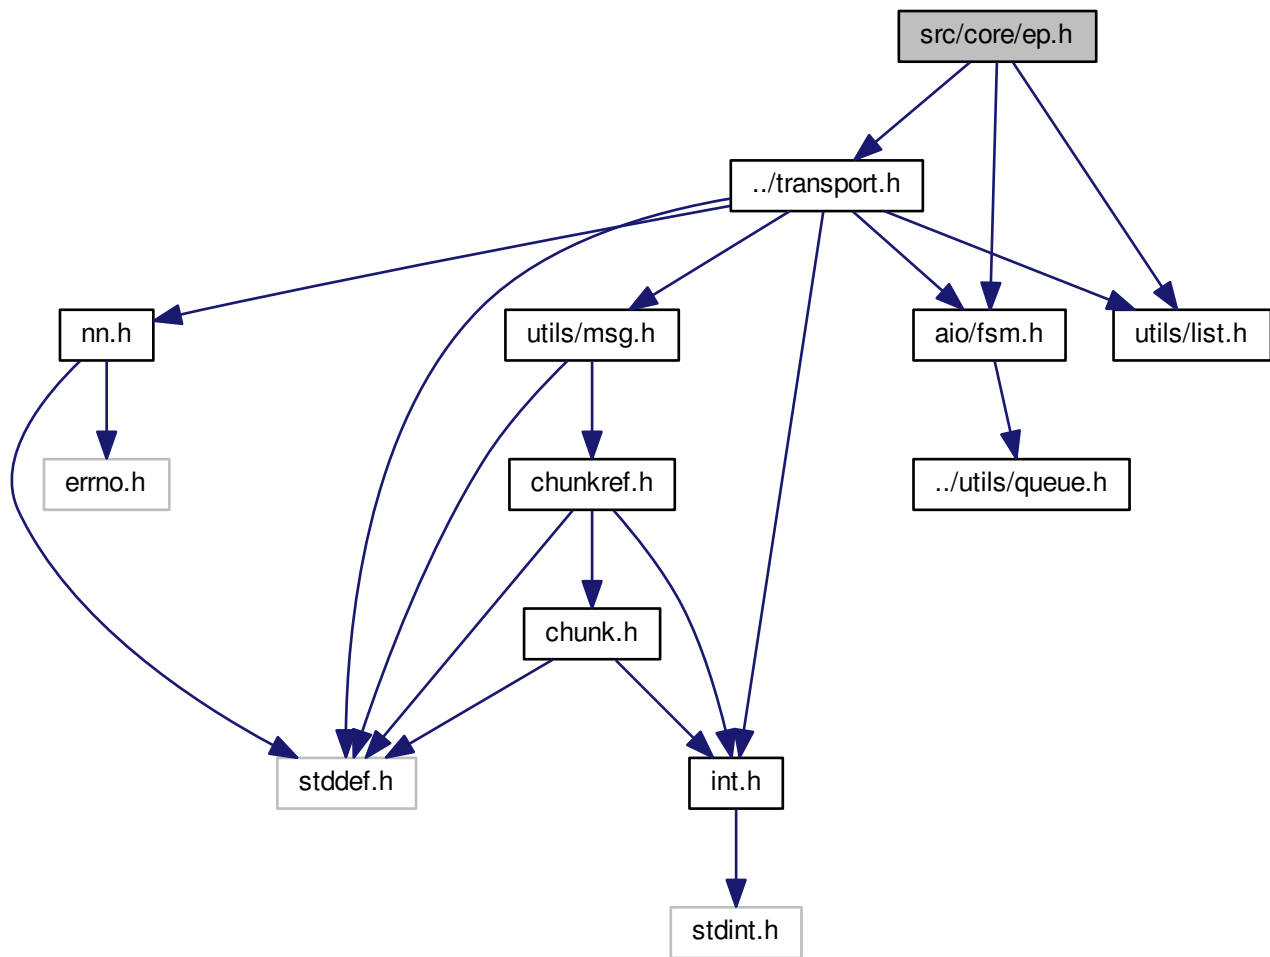 src/core/ep.h
../transport.h
nn.h
utils/msg.h
aio/fsm.h
utils/list.h
errno.h
chunkref.h
../utils/queue.h
chunk.h
stddef.h
int.h
stdint.h